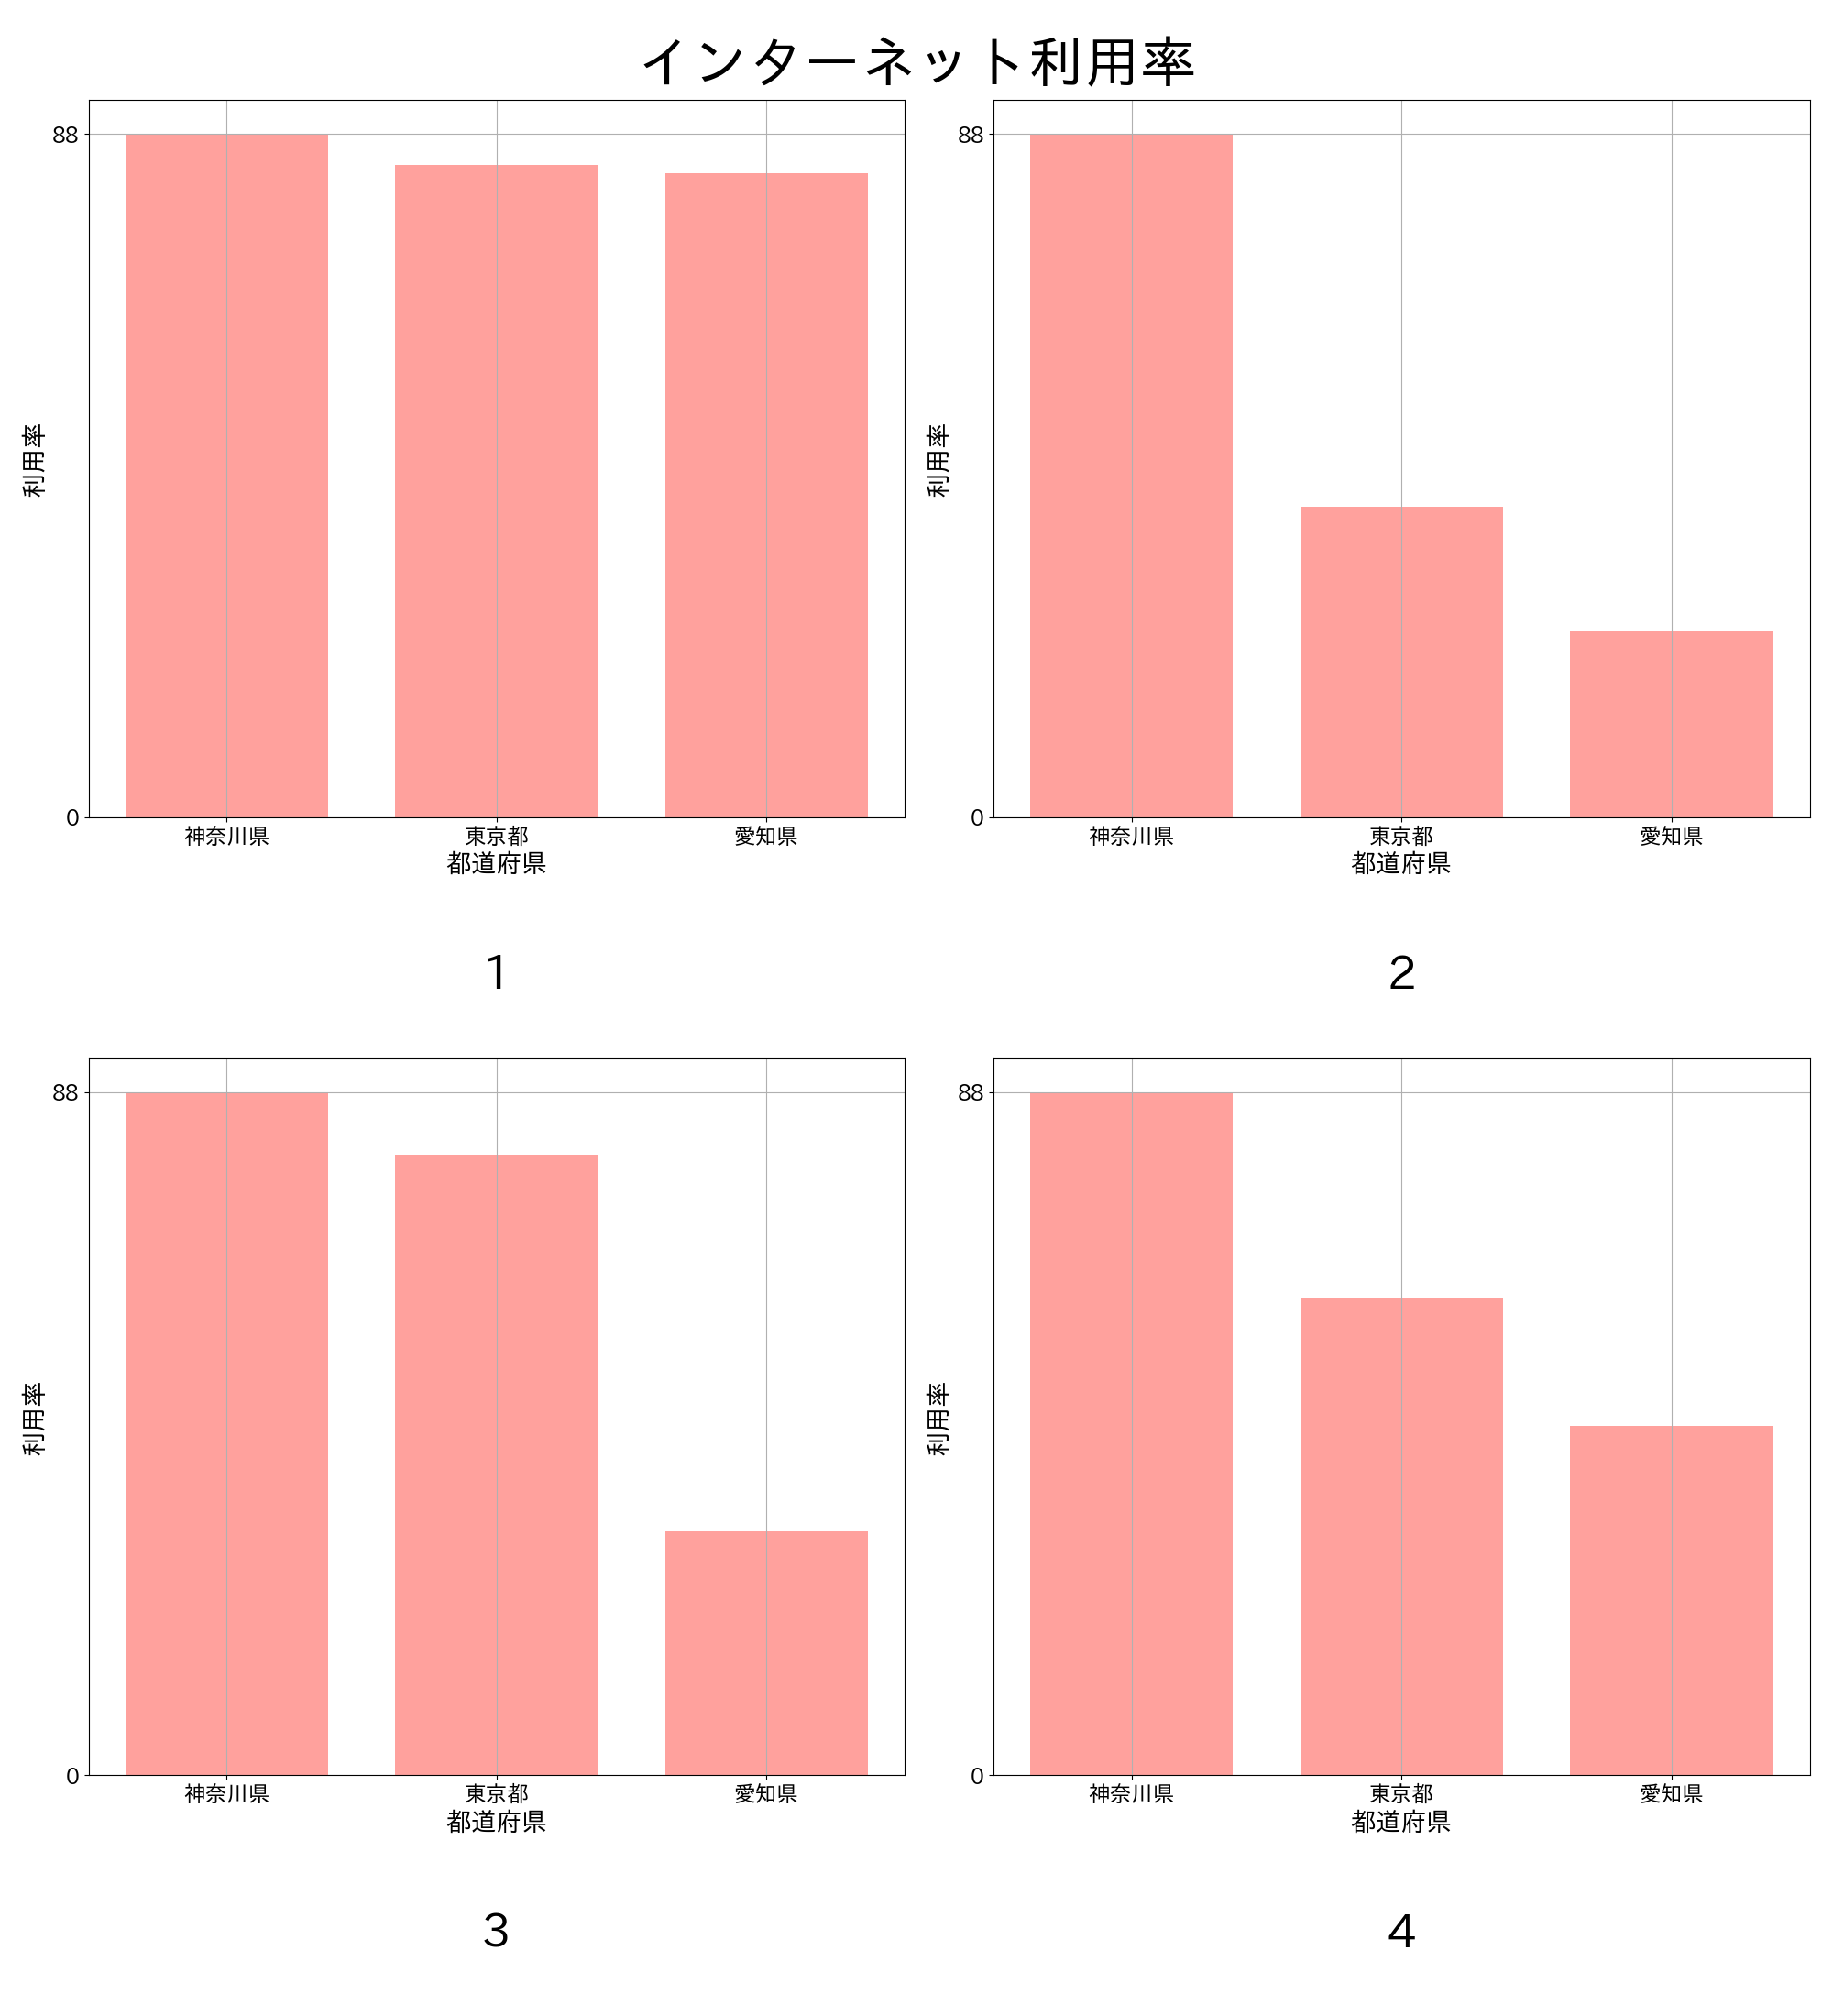 インターネット利用率
88
利用率
0
神奈川県 東京都 愛知県
都道府県
1
88
利用率
0
神奈川県 東京都 愛知県
都道府県
2
88
利用率
0
神奈川県 東京都 愛知県
都道府県
3
88
利用率
0
神奈川県 東京都 愛知県
都道府県
4